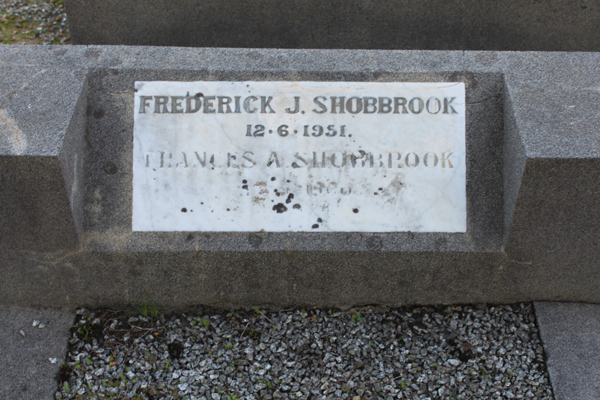 FREDERICK J. SHOBBROOK
12·6·1951.
FRANCES A. SHOBBROOK